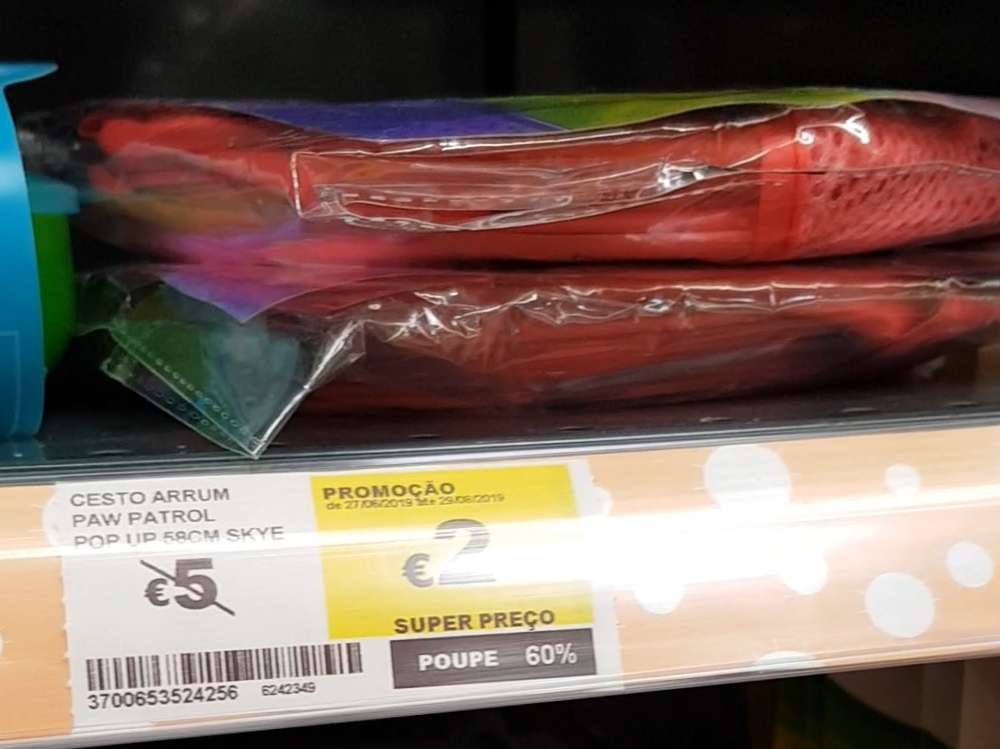 CESTO ARRUM
PAW PATROL
POP UP 58CM SKYE
€5
3700653524256 6242349
PROMOÇÃO
de 27/06/2019 até 29/08/2019
€2
SUPER PREÇO
POUPE 60%